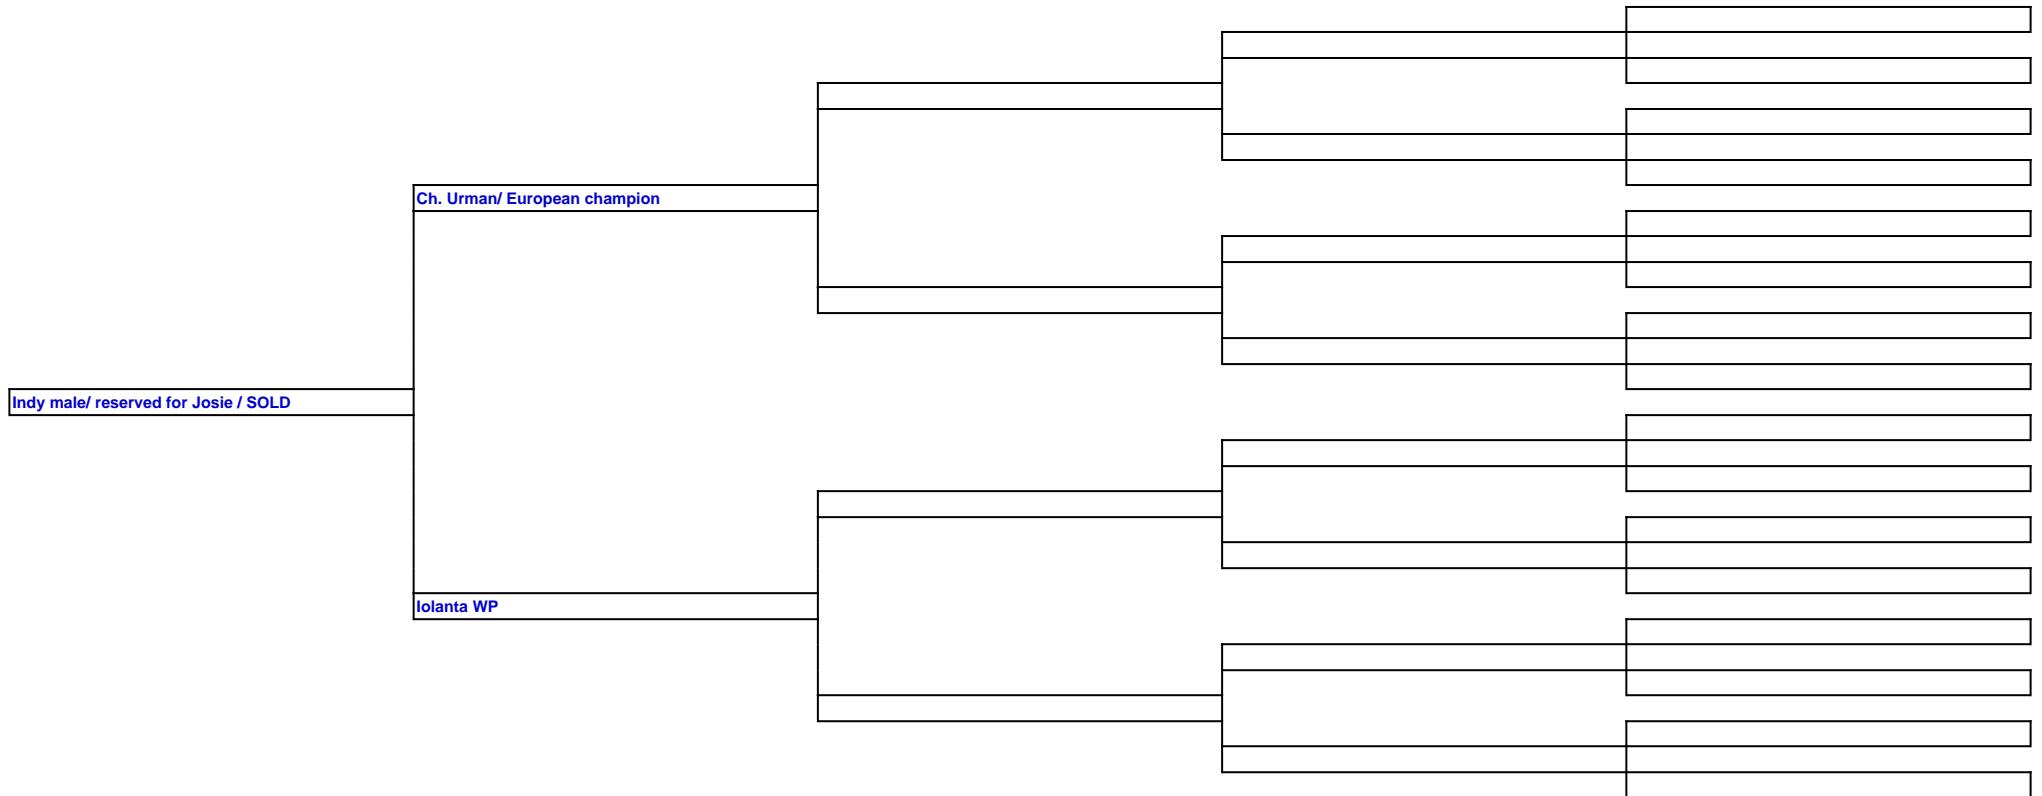 Ch. Urman/ European champion
Indy male/ reserved for Josie / SOLD
Iolanta WP